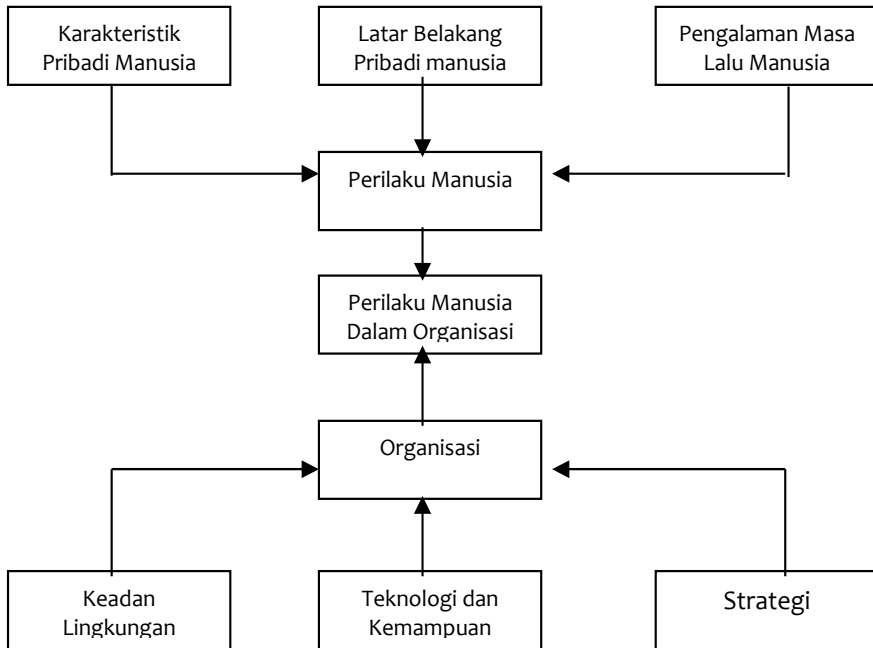 Karakteristik
Pribadi Manusia
Latar Belakang
Pribadi manusia
Pengalaman Masa
Lalu Manusia
Perilaku Manusia
Perilaku Manusia
Dalam Organisasi
Organisasi
Keadan
Lingkungan
Teknologi dan
Kemampuan
Strategi